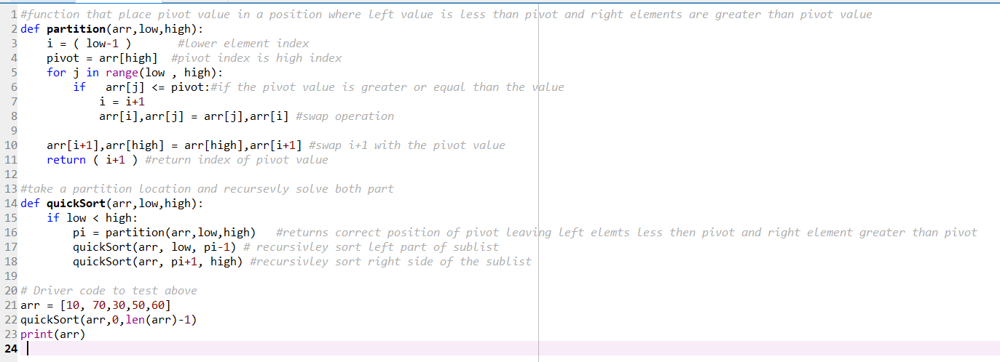 1 #function that place pivot value in a position where left value is less than pivot and right elements are greater than pivot value
2 def partition(arr,low,high):
3     i = ( low-1 )       #lower element index
4     pivot = arr[high]  #pivot index is high index
5     for j in range(low , high):
6         if   arr[j] <= pivot:#if the pivot value is greater or equal than the value
7             i = i+1
8             arr[i],arr[j] = arr[j],arr[i] #swap operation
9
10     arr[i+1],arr[high] = arr[high],arr[i+1] #swap i+1 with the pivot value
11     return ( i+1 ) #return index of pivot value
12
13 #take a partition location and recursevly solve both part
14 def quickSort(arr,low,high):
15     if low < high:
16         pi = partition(arr,low,high)   #returns correct position of pivot leaving left elemts less then pivot and right element greater than pivot
17         quickSort(arr, low, pi-1) # recursivley sort left part of sublist
18         quickSort(arr, pi+1, high) #recursivley sort right side of the sublist
19
20 # Driver code to test above
21 arr = [10, 70,30,50,60]
22 quickSort(arr,0,len(arr)-1)
23 print(arr)
24